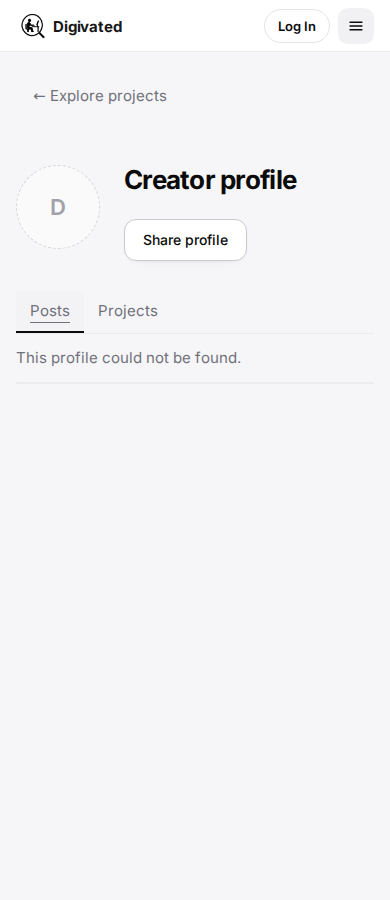 Digivated
Log In
← Explore projects
D
Creator profile
Share profile
Posts
Projects
This profile could not be found.